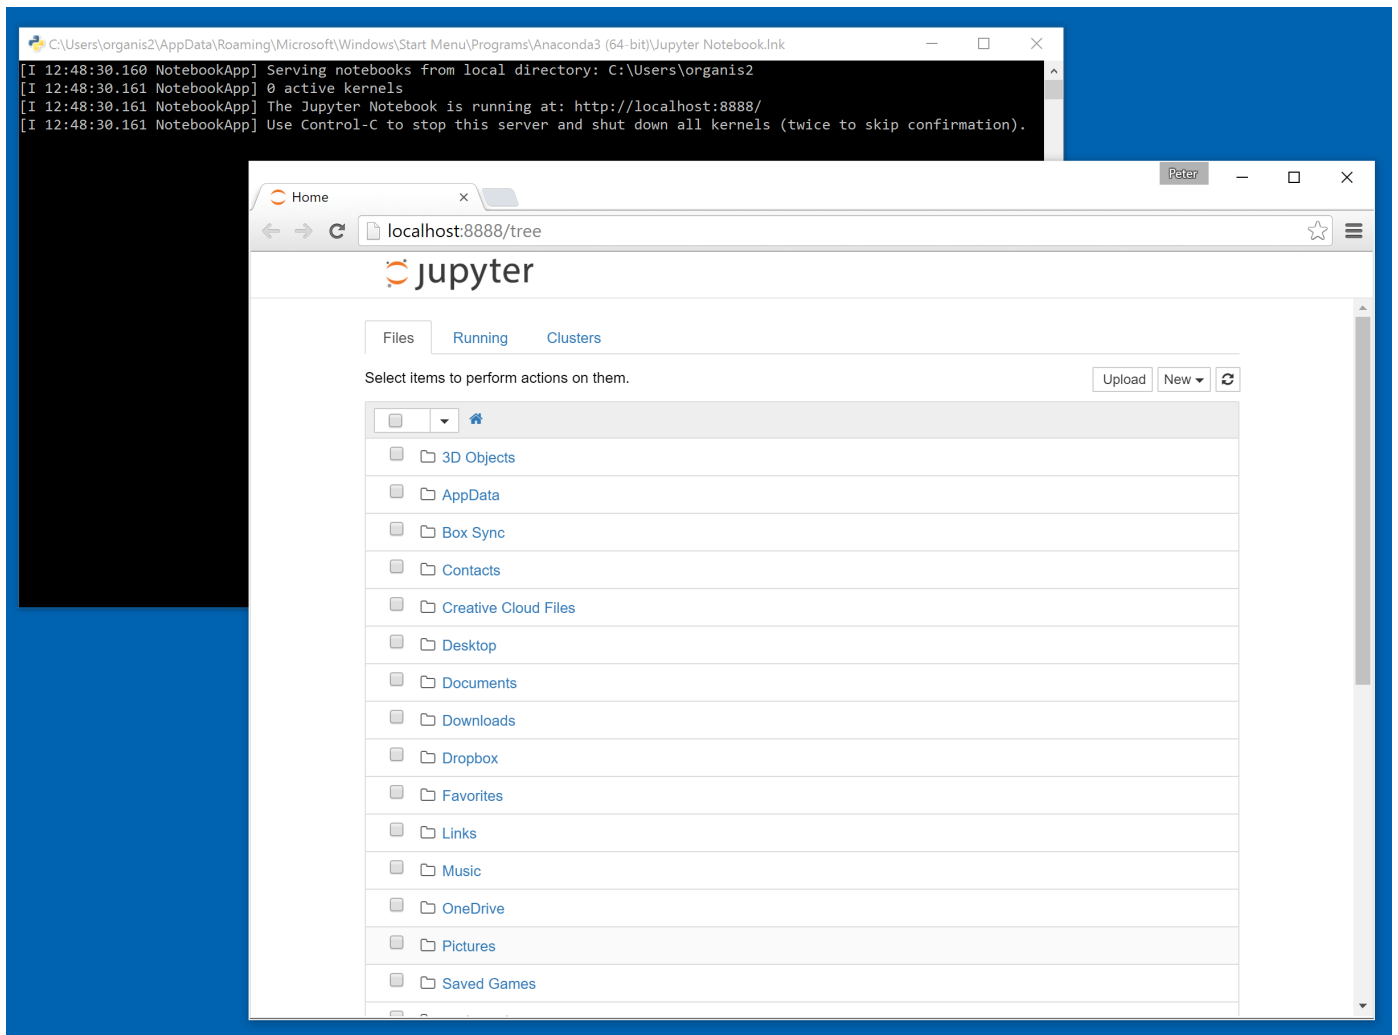 C:\Users\organis2\AppData\Roaming\Microsoft\Windows\Start Menu\Programs\Anaconda3 (64-bit)\Jupyter Notebook.lnk
[I 12:48:30.160 NotebookApp] Serving notebooks from local directory: C:\Users\organis2
[I 12:48:30.161 NotebookApp] 0 active kernels
[I 12:48:30.161 NotebookApp] The Jupyter Notebook is running at: http://localhost:8888/
[I 12:48:30.161 NotebookApp] Use Control-C to stop this server and shut down all kernels (twice to skip confirmation).
Peter
Home
localhost:8888/tree
jupyter
Files Running Clusters
Select items to perform actions on them.
Upload New
3D Objects
AppData
Box Sync
Contacts
Creative Cloud Files
Desktop
Documents
Downloads
Dropbox
Favorites
Links
Music
OneDrive
Pictures
Saved Games